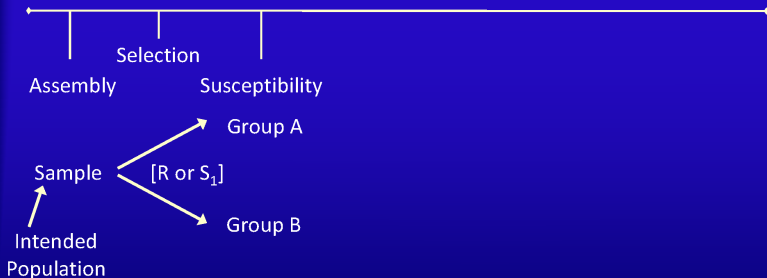 Selection
Assembly
Susceptibility
Group A
Sample
[R or S₁]
Group B
Intended
Population